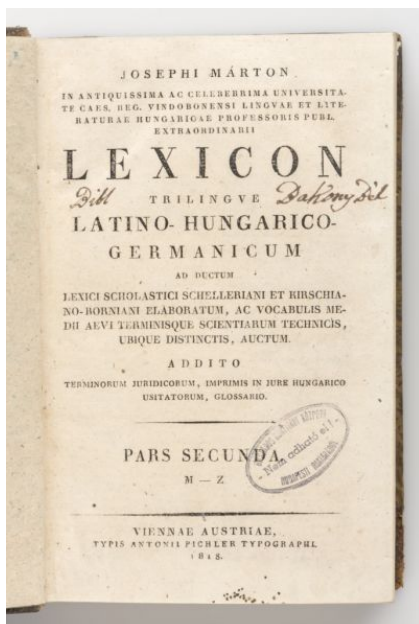 JOSEPHI MÁRTON
IN ANTIQUISSIMA AC CELEBERRIMA UNIVERSITA-
TE CAES. REG. VINDOBONENSI LINGVAE ET LITE-
RATURAE HUNGARICAE PROFESSORIS PUBL.
EXTRAORDINARII
LEXICON
TRILINGVE
LATINO-HUNGARICO-
GERMANICUM
AD DUCTUM
LEXICI SCHOLASTICI SCHELLERIANI ET KIRSCHIA-
NO-BORNIANI ELABORATUM, AC VOCABULIS ME-
DII AEVI TERMINISQUE SCIENTIARUM TECHNICIS,
UBIQUE DISTINCTIS, AUCTUM.
ADDITO
TERMINORUM JURIDICORUM, IMPRIMIS IN JURE HUNGARICO
USITATORUM, GLOSSARIO.
PARS SECUNDA
M — Z
Nem adható el!
VIENNAE AUSTRIAE,
TYPIS ANTONII PICHLER TYPOGRAPHI.
1818.